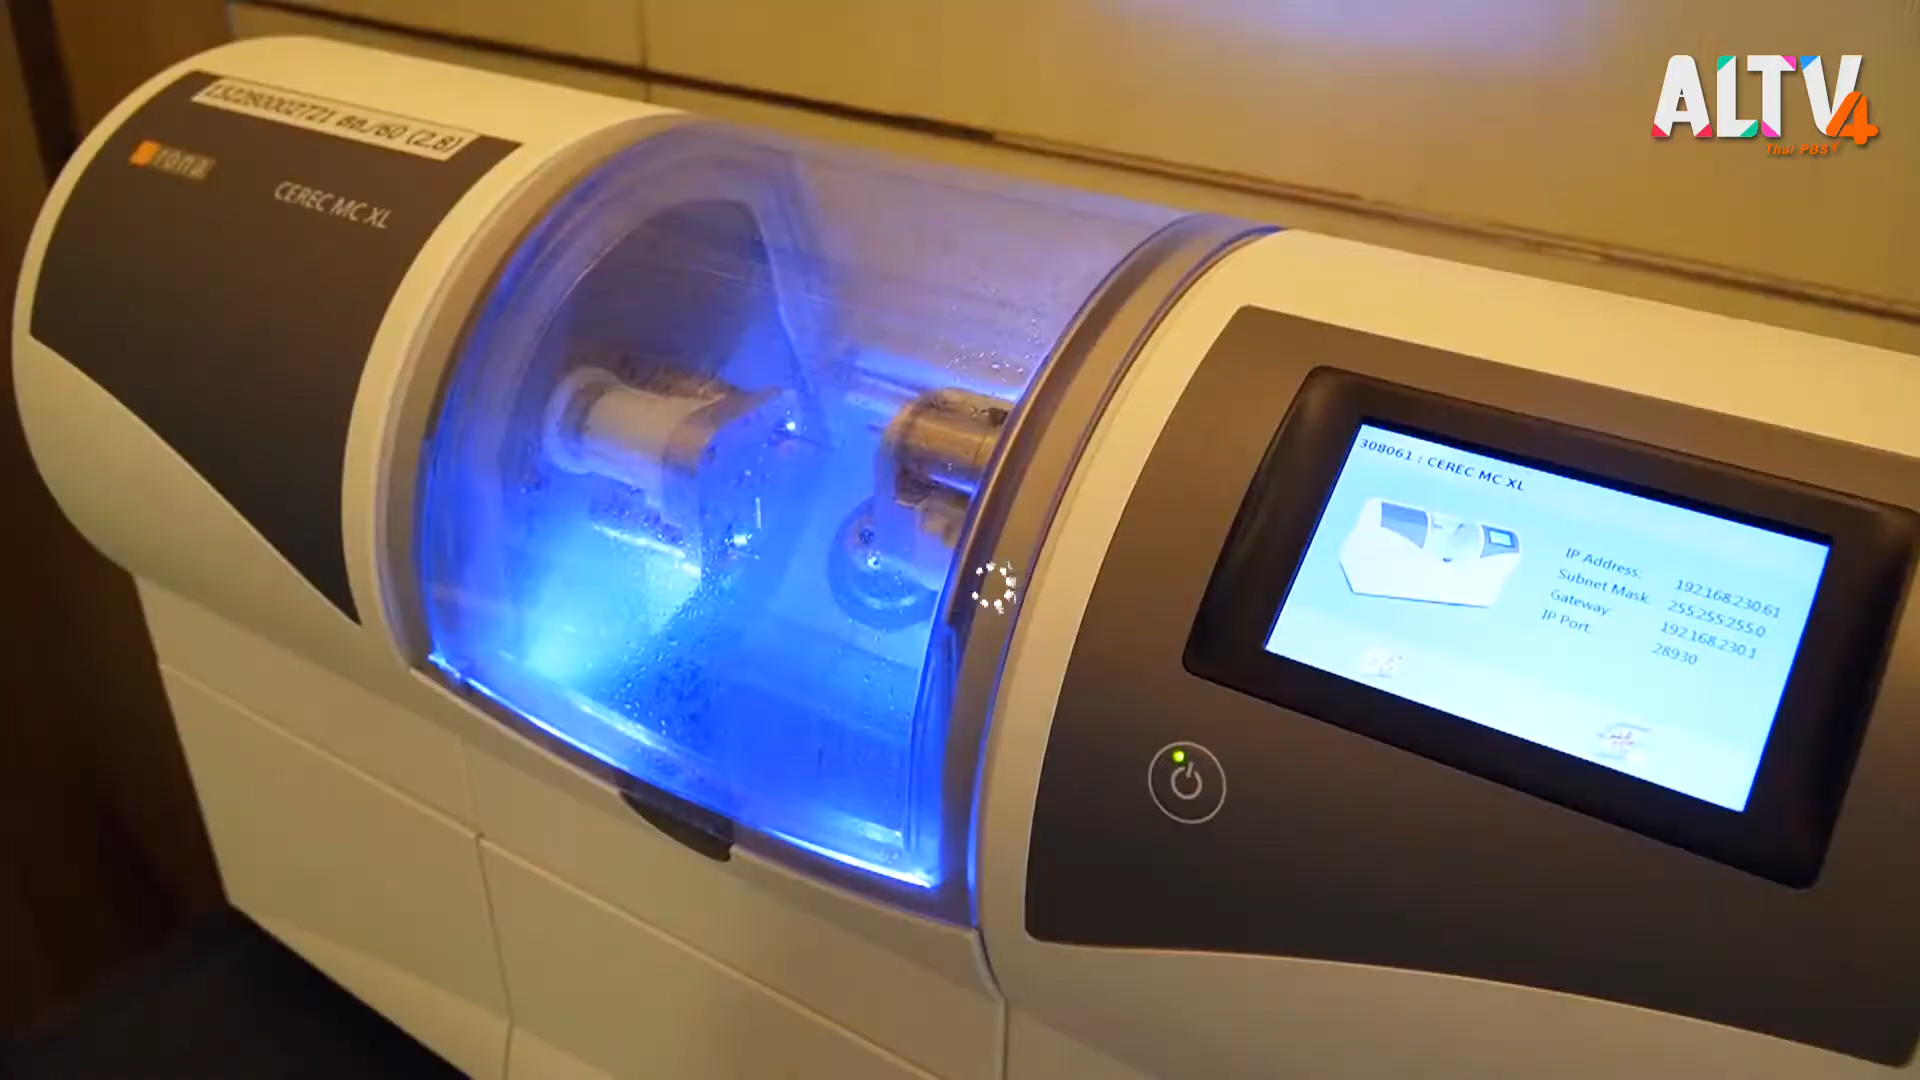 ALTV4
Thai PBS
sirona
CEREC MC XL
308061 : CEREC MC XL
IP Address: 192.168.230.61
Subnet Mask: 255.255.255.0
Gateway: 192.168.230.1
IP Port: 28930